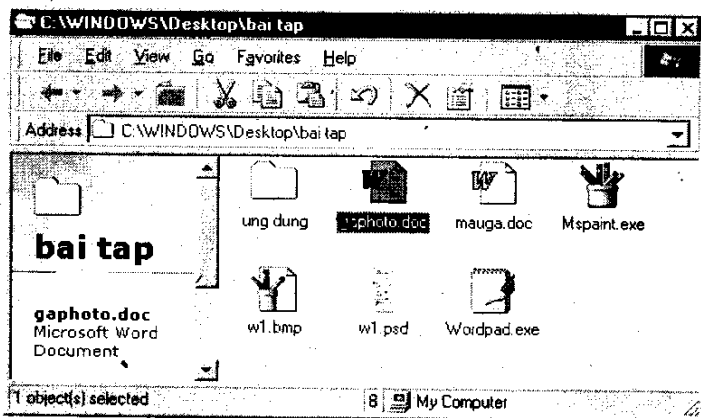 C:\WINDOWS\Desktop\bai tap
File Edit View Go Favorites Help
Address C:\WINDOWS\Desktop\bai tap
bai tap
gaphoto.doc
Microsoft Word
Document
ung dung gaphoto.doc mauga.doc Mspaint.exe
w1.bmp w1.psd Wordpad.exe
1 object(s) selected 8 My Computer